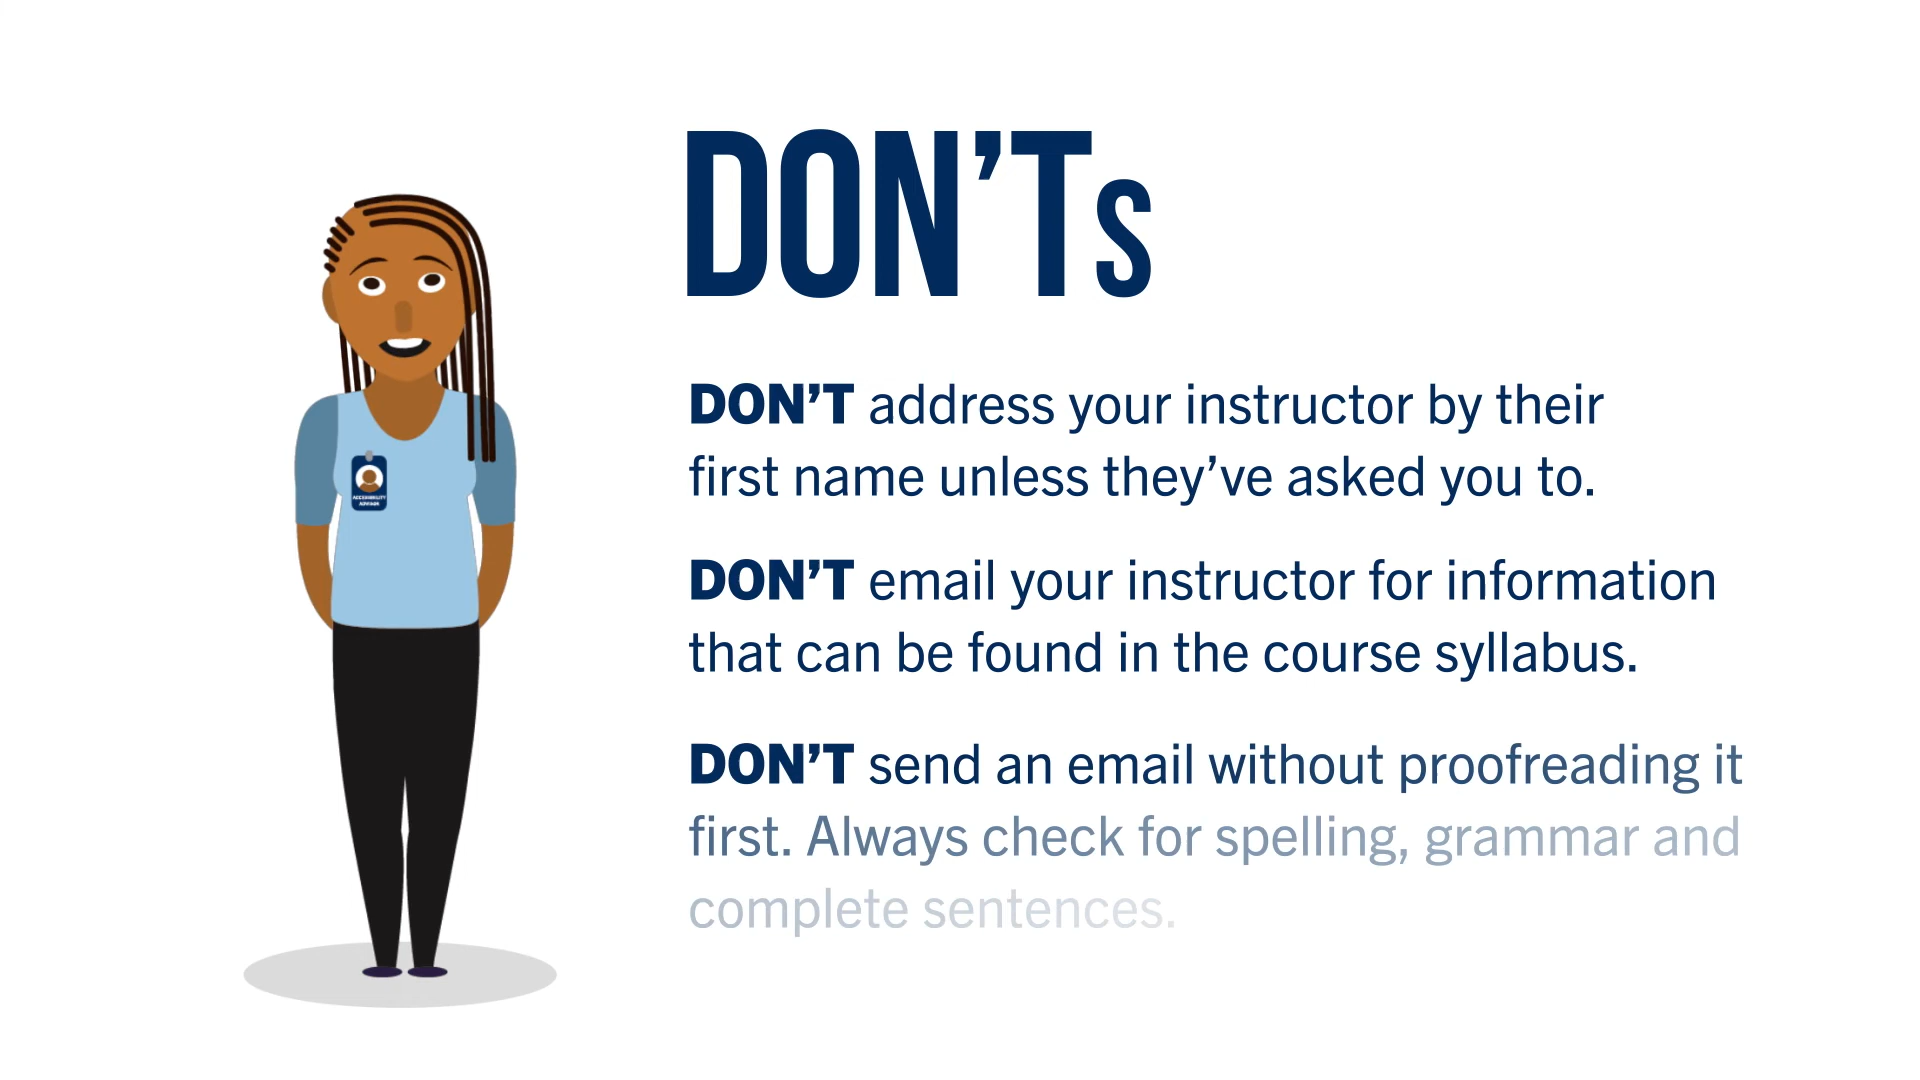 DON’Ts
DON’T address your instructor by their
first name unless they’ve asked you to.
DON’T email your instructor for information
that can be found in the course syllabus.
DON’T send an email without proofreading it
first. Always check for spelling, grammar and
complete sentences.
ACCESSIBILITY
ADVISOR